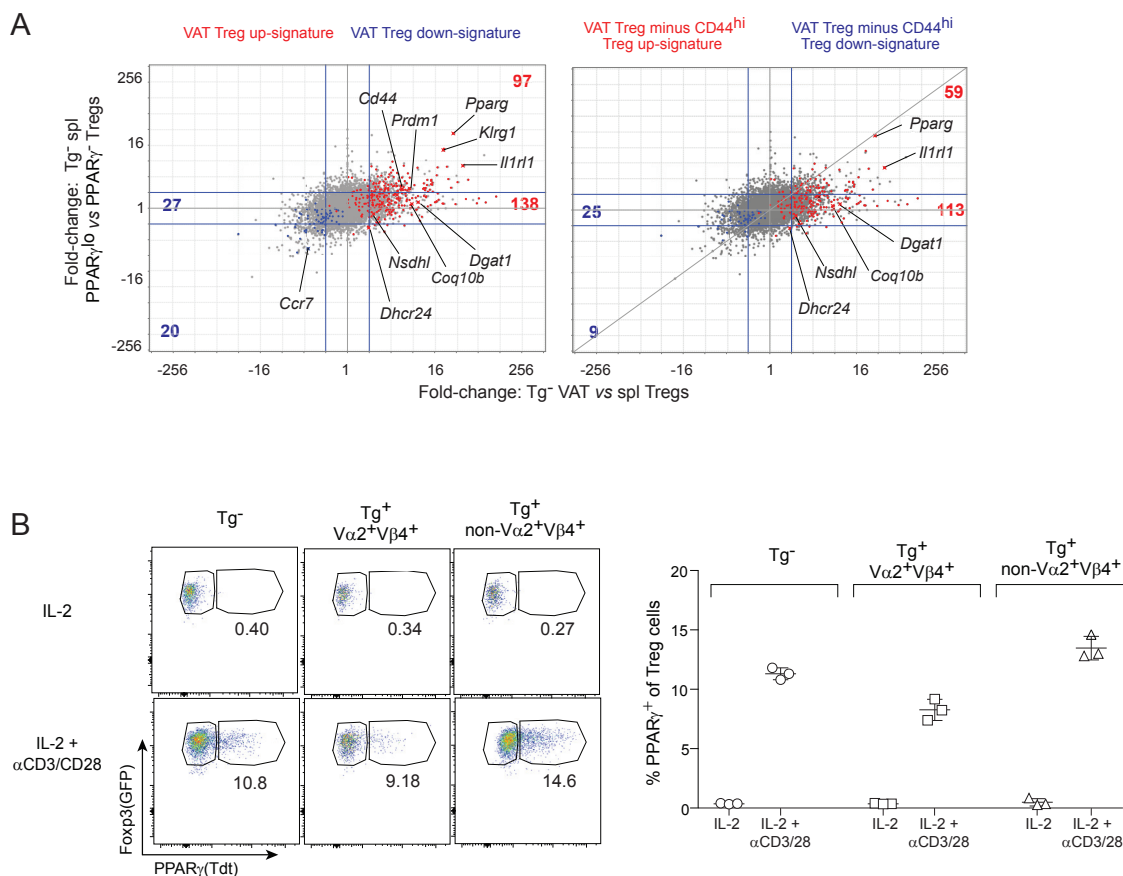 A
VAT Treg up-signature
VAT Treg down-signature
VAT Treg minus CD44hi
Treg up-signature
VAT Treg minus CD44hi
Treg down-signature
Fold-change: Tg- spl
PPARγlo vs PPARγ- Tregs
256
16
1
-16
-256
97
Cd44
Pparg
Prdm1
Klrg1
Il1rl1
27
138
Nsdhl
Dgat1
Coq10b
Ccr7
Dhcr24
20
-256
-16
1
16
256
59
Pparg
Il1rl1
25
113
Dgat1
Nsdhl
Coq10b
Dhcr24
9
-256
-16
1
16
256
Fold-change: Tg- VAT vs spl Tregs
B
Tg-
Tg+
Vα2+Vβ4+
Tg+
non-Vα2+Vβ4+
IL-2
0.40
0.34
0.27
IL-2 +
αCD3/CD28
10.8
9.18
14.6
Foxp3(GFP)
PPARγ(Tdt)
Tg-
Tg+
Vα2+Vβ4+
Tg+
non-Vα2+Vβ4+
% PPARγ+ of Treg cells
20
15
10
5
0
IL-2
IL-2 +
αCD3/28
IL-2
IL-2 +
αCD3/28
IL-2
IL-2 +
αCD3/28